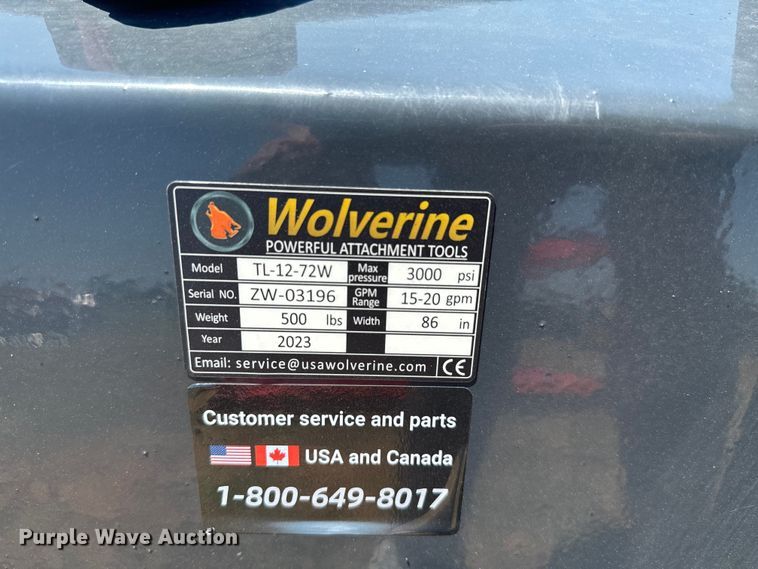 Wolverine
POWERFUL ATTACHMENT TOOLS
Model TL-12-72W Max pressure 3000 psi
Serial NO. ZW-03196 GPM Range 15-20 gpm
Weight 500 lbs Width 86 in
Year 2023
Email: service@usawolverine.com CE
Customer service and parts
USA and Canada
1-800-649-8017
Purple Wave Auction